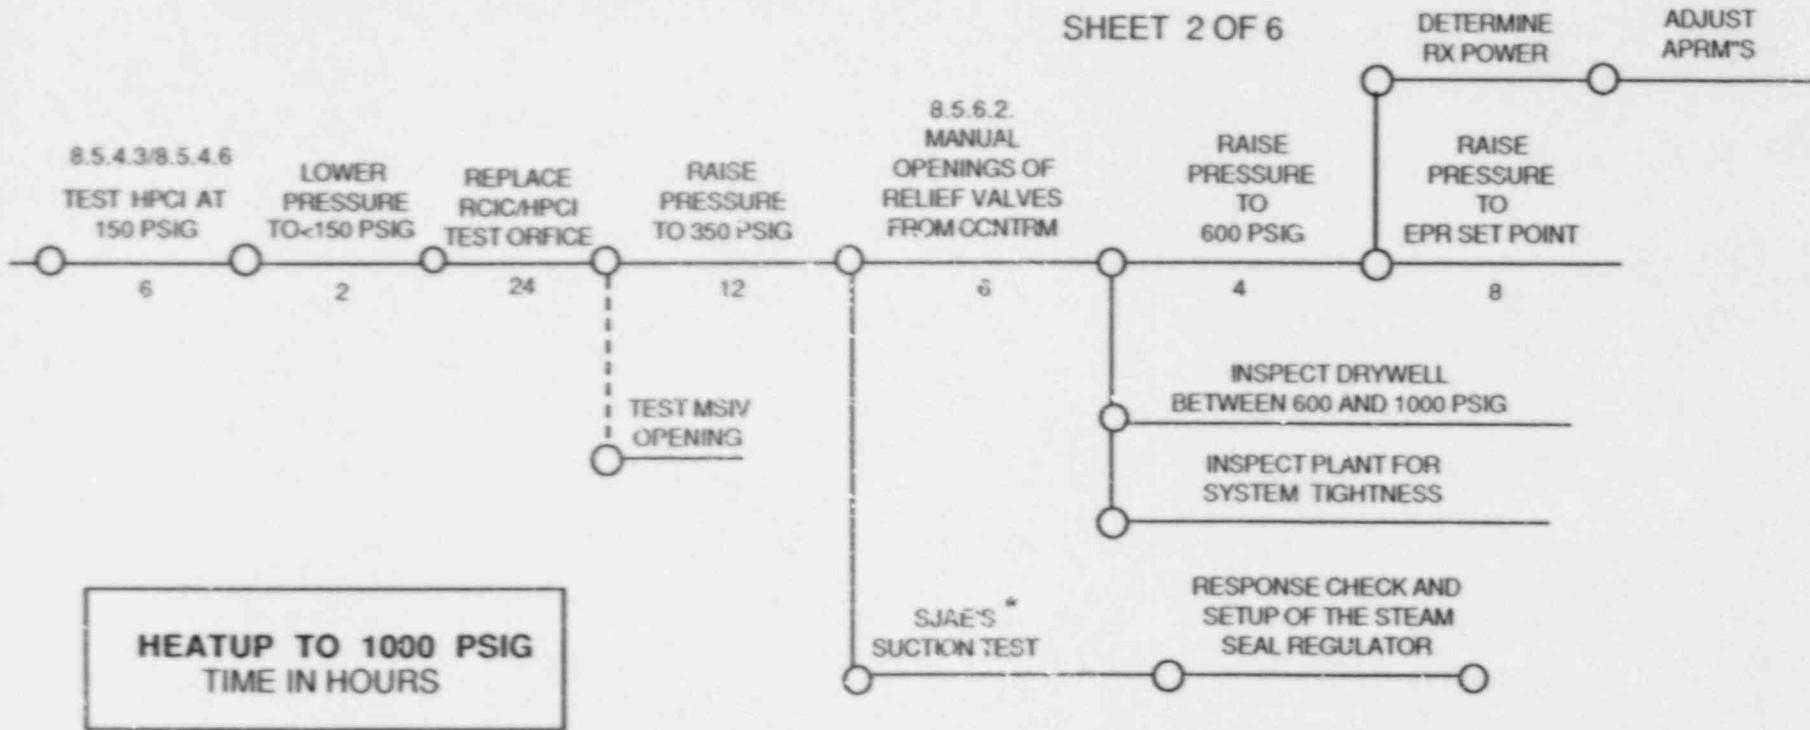 SHEET 2 OF 6
DETERMINE
RX POWER
ADJUST
APRM"S
8.5.4.3/8.5.4.6
TEST HPCI AT
150 PSIG
6
LOWER
PRESSURE
TO<150 PSIG
2
REPLACE
RCIC/HPCI
TEST ORFICE
24
RAISE
PRESSURE
TO 350 PSIG
12
8.5.6.2.
MANUAL
OPENINGS OF
RELIEF VALVES
FROM CONTRM
6
RAISE
PRESSURE
TO
600 PSIG
4
RAISE
PRESSURE
TO
EPR SET POINT
8
TEST MSIV
OPENING
INSPECT DRYWELL
BETWEEN 600 AND 1000 PSIG
INSPECT PLANT FOR
SYSTEM TIGHTNESS
SJAE'S *
SUCTION TEST
RESPONSE CHECK AND
SETUP OF THE STEAM
SEAL REGULATOR
HEATUP TO 1000 PSIG
TIME IN HOURS